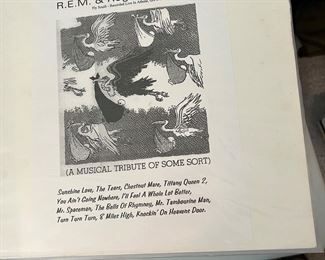 R.E.M. &
(A MUSICAL TRIBUTE OF SOME SORT)
Sunshine Love, The Tears, Chestnut Mare, Tiffany Queen 2,
You Ain't Going Nowhere, I'll Feel A Whole Lot Better,
Mr. Spaceman, The Bells Of Rhymney, Mr. Tambourine Man,
Turn Turn Turn, 8 Miles High, Knockin' On Heavens Door.